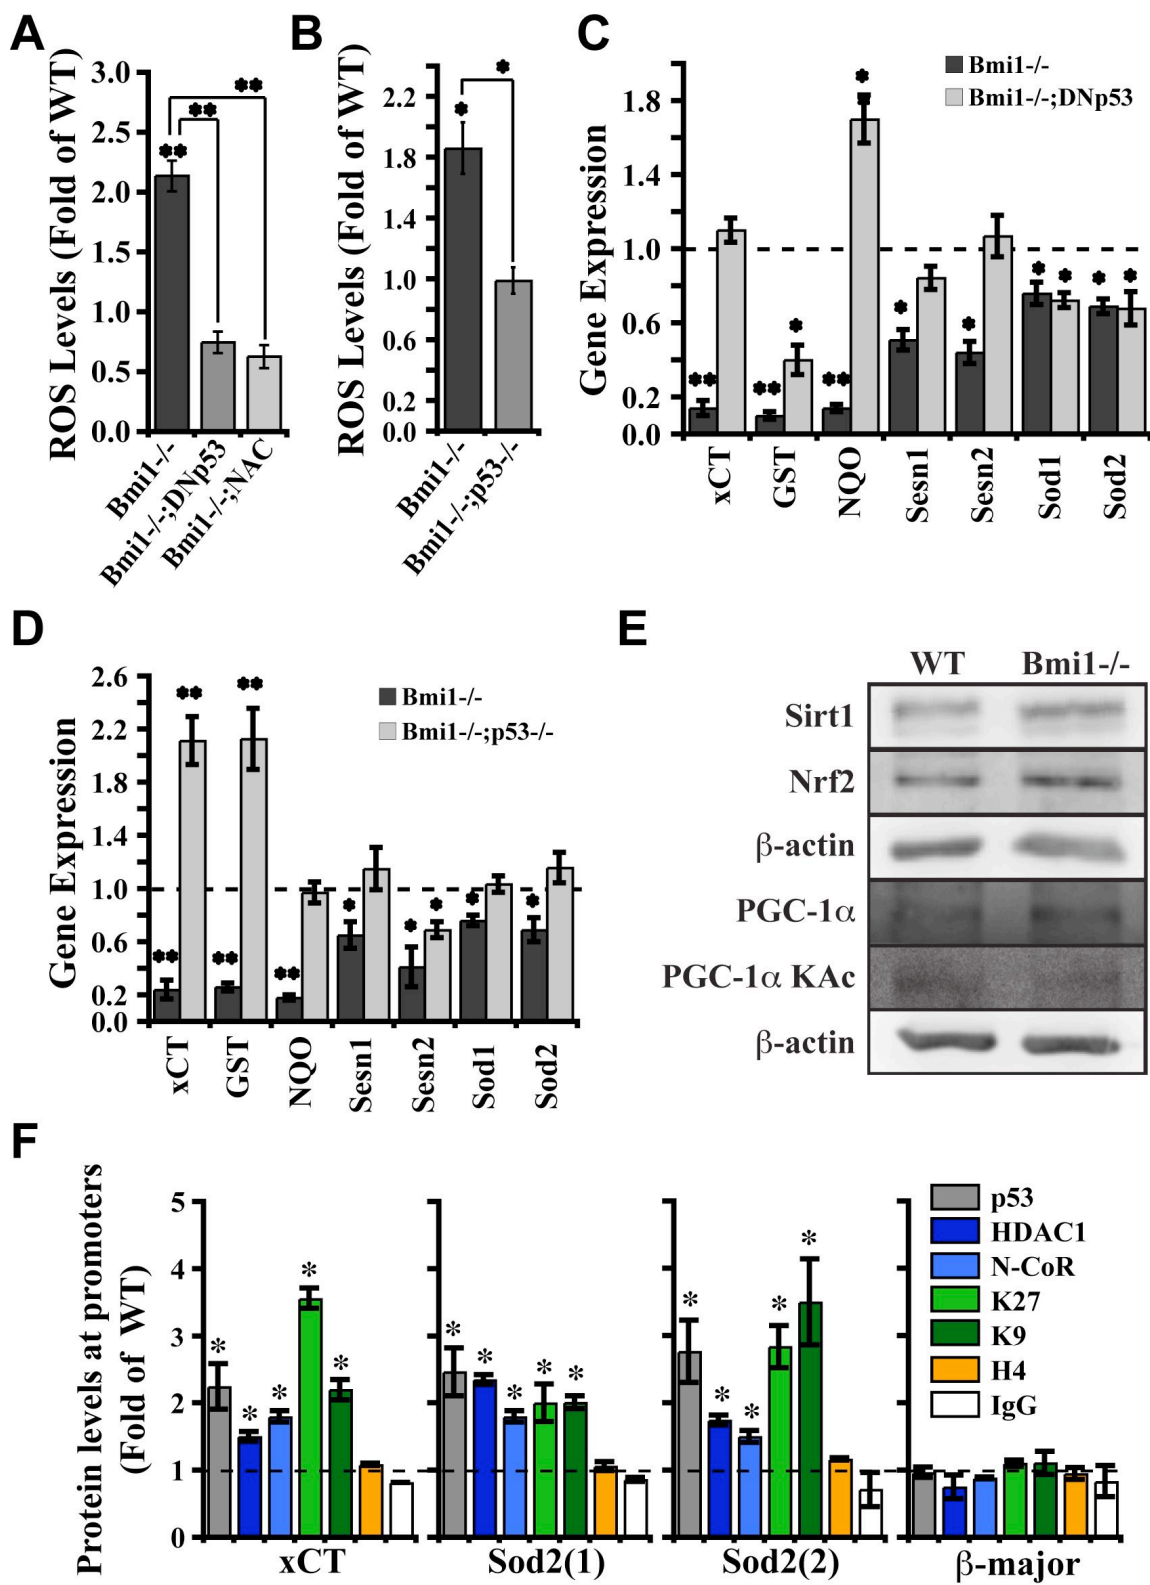 A
ROS Levels (Fold of WT)
3.0
2.5
2.0
1.5
1.0
0.5
0.0
**
**
**
Bmi1-/-
Bmi1-/-;DNp53
Bmi1-/-;NAC
B
ROS Levels (Fold of WT)
2.2
1.8
1.4
1.0
0.6
0.2
0.0
*
*
Bmi1-/-
Bmi1-/-;p53-/-
C
Gene Expression
1.8
1.4
1.0
0.6
0.2
0.0
Bmi1-/-
Bmi1-/-;DNp53
** ** * ** * * * * * * *
xCT
GST
NQO
Sesn1
Sesn2
Sod1
Sod2
D
Gene Expression
2.6
2.2
1.8
1.4
1.0
0.6
0.2
0.0
Bmi1-/-
Bmi1-/-;p53-/-
** ** ** ** ** * * * * *
xCT
GST
NQO
Sesn1
Sesn2
Sod1
Sod2
E
WT Bmi1-/-
Sirt1
Nrf2
β-actin
PGC-1α
PGC-1α KAc
β-actin
F
Protein levels at promoters
(Fold of WT)
5
4
3
2
1
0
* * * * *
* * * * *
* * * * *
xCT
Sod2(1)
Sod2(2)
β-major
p53
HDAC1
N-CoR
K27
K9
H4
IgG